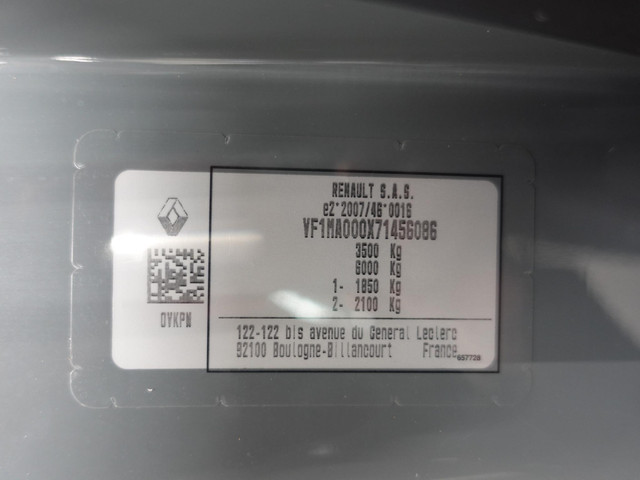 RENAULT S.A.S.
e2*2007/46*0016
VF1MA000X71456086
3500 Kg
6000 Kg
1- 1850 Kg
2- 2100 Kg
DVKPN
122-122 bis avenue du General Leclerc
92100 Boulogne-Billancourt France